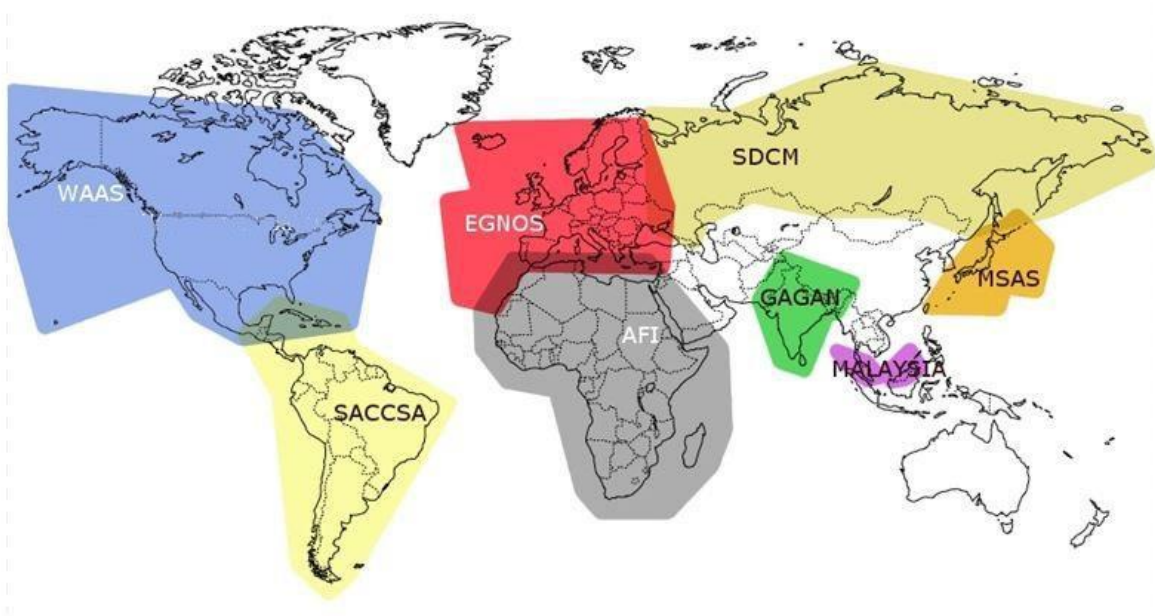 SDCM
WAAS
EGNOS
MSAS
GAGAN
AFI
MALAYSIA
SACCSA